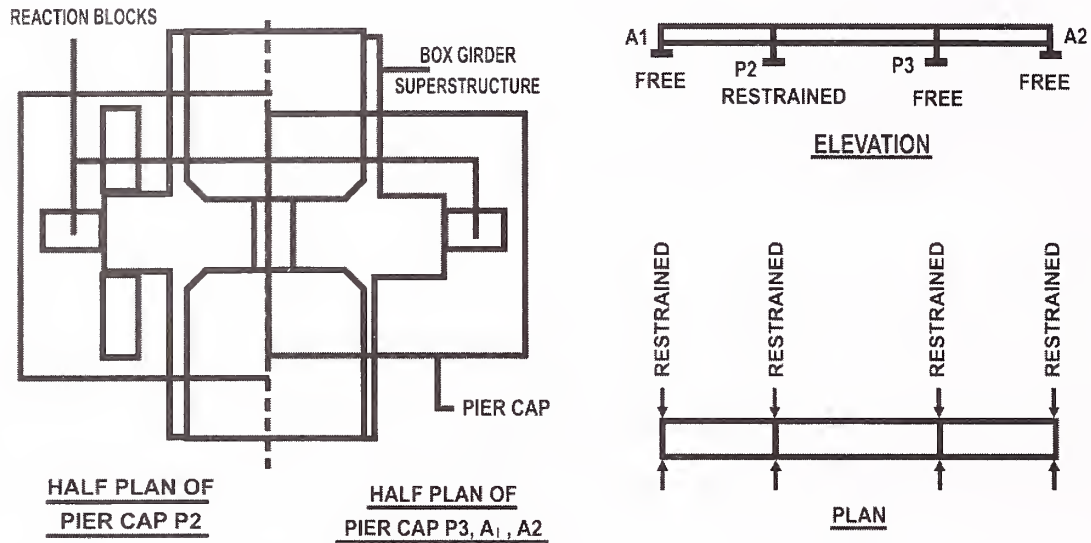 REACTION BLOCKS
BOX GIRDER
SUPERSTRUCTURE
PIER CAP
HALF PLAN OF
PIER CAP P2
HALF PLAN OF
PIER CAP P3, A1, A2
A1
P2
P3
A2
FREE
RESTRAINED
FREE
FREE
ELEVATION
RESTRAINED
RESTRAINED
RESTRAINED
RESTRAINED
PLAN